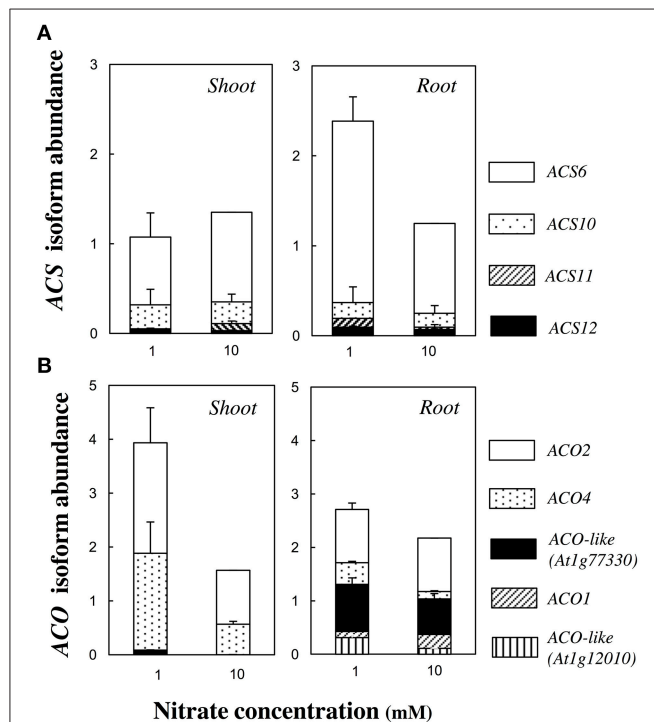 A
ACS isoform abundance
3
2
1
0
Shoot
1
10
3
2
1
0
Root
1
10
ACS6
ACS10
ACS11
ACS12
B
ACO isoform abundance
5
4
3
2
1
0
Shoot
1
10
5
4
3
2
1
0
Root
1
10
ACO2
ACO4
ACO-like
(At1g77330)
ACO1
ACO-like
(At1g12010)
Nitrate concentration (mM)